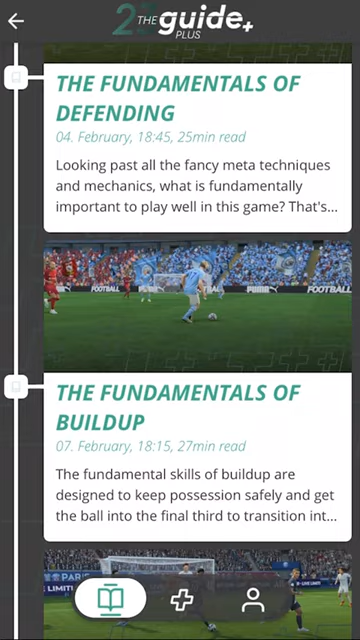 23 THE guide+
PLUS
THE FUNDAMENTALS OF
DEFENDING
04. February, 18:45, 25min read
Looking past all the fancy meta techniques
and mechanics, what is fundamentally
important to play well in this game? That's...
FOOTBALL PUMA FOOTBALL
THE FUNDAMENTALS OF
BUILDUP
07. February, 18:15, 27min read
The fundamental skills of buildup are
designed to keep possession safely and get
the ball into the final third to transition int...
PARIS
LIMITI